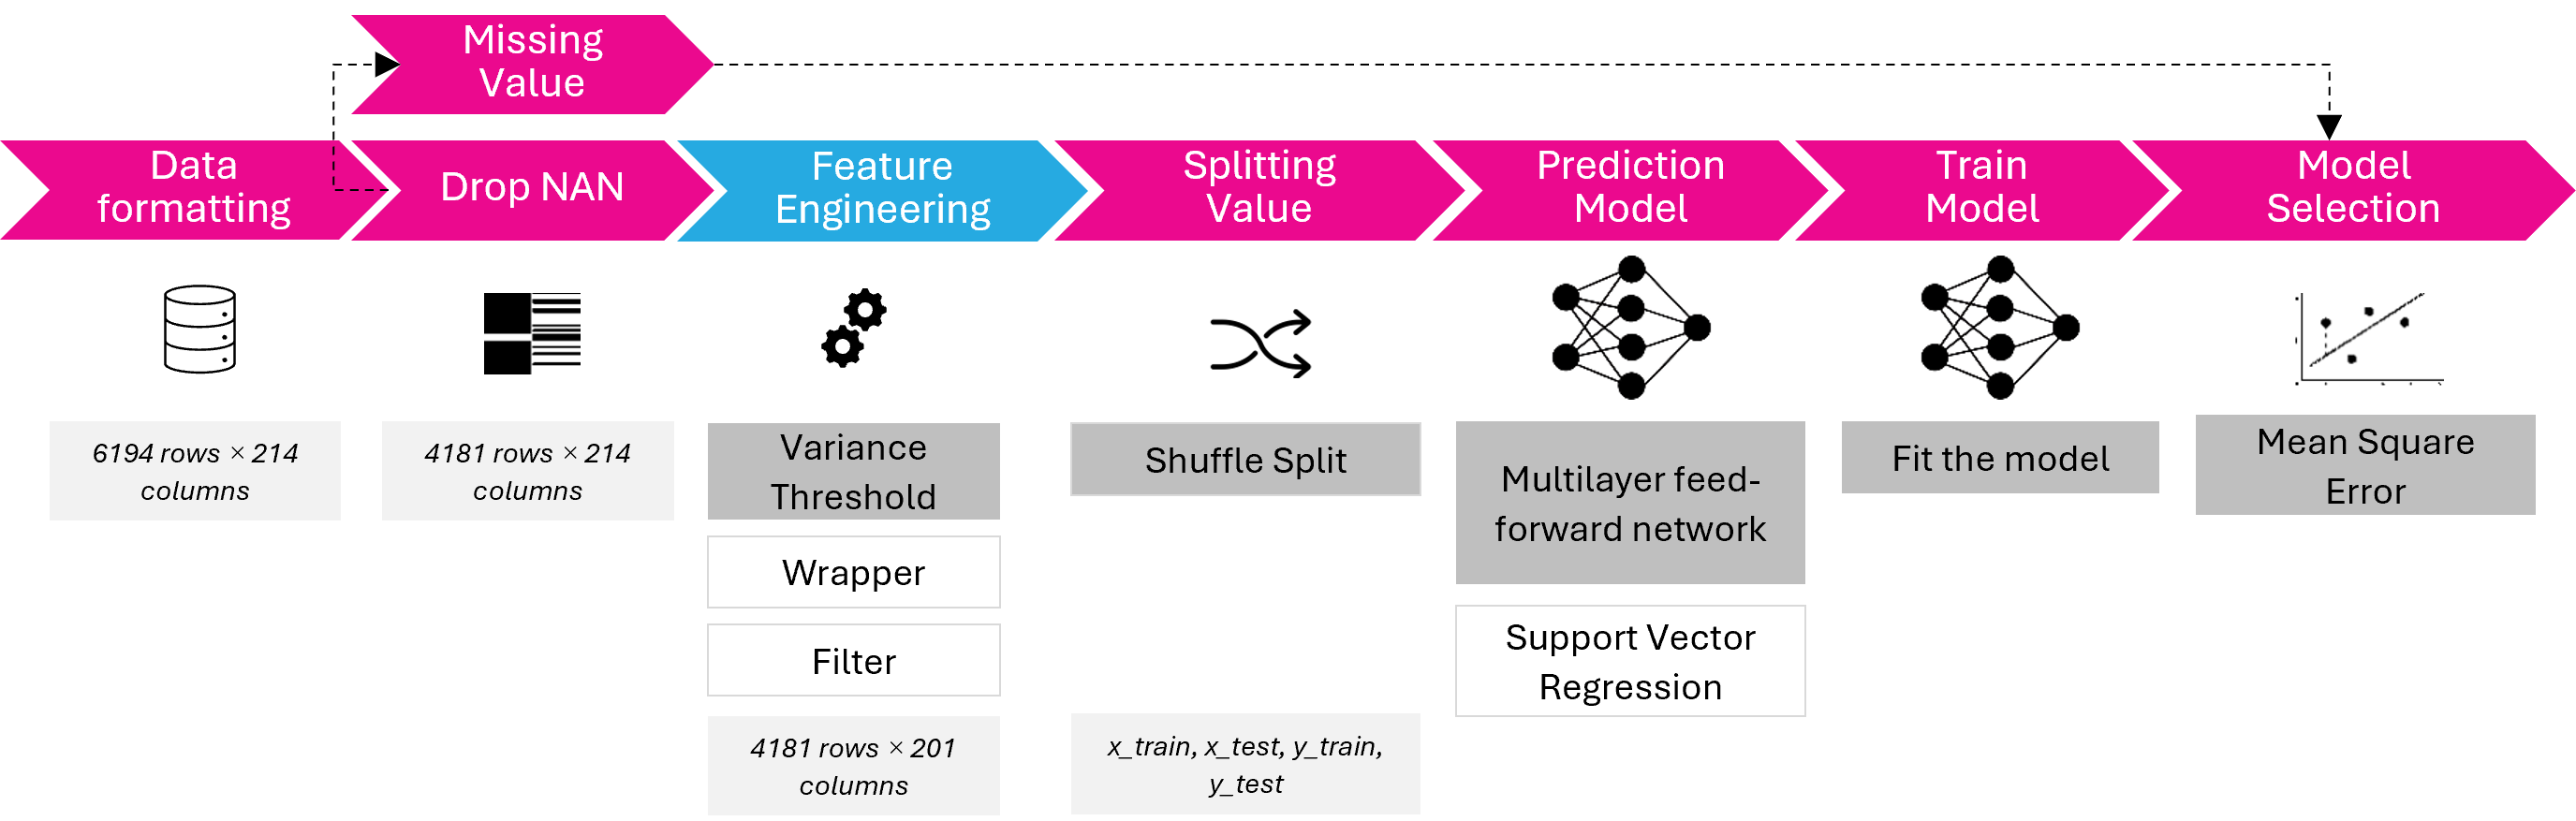 Missing
Value
Data
formatting
Drop NAN
Feature
Engineering
Splitting
Value
Prediction
Model
Train
Model
Model
Selection
6194 rows × 214
columns
4181 rows × 214
columns
Variance
Threshold
Wrapper
Filter
4181 rows × 201
columns
Shuffle Split
x_train, x_test, y_train,
y_test
Multilayer feed-
forward network
Support Vector
Regression
Fit the model
Mean Square
Error